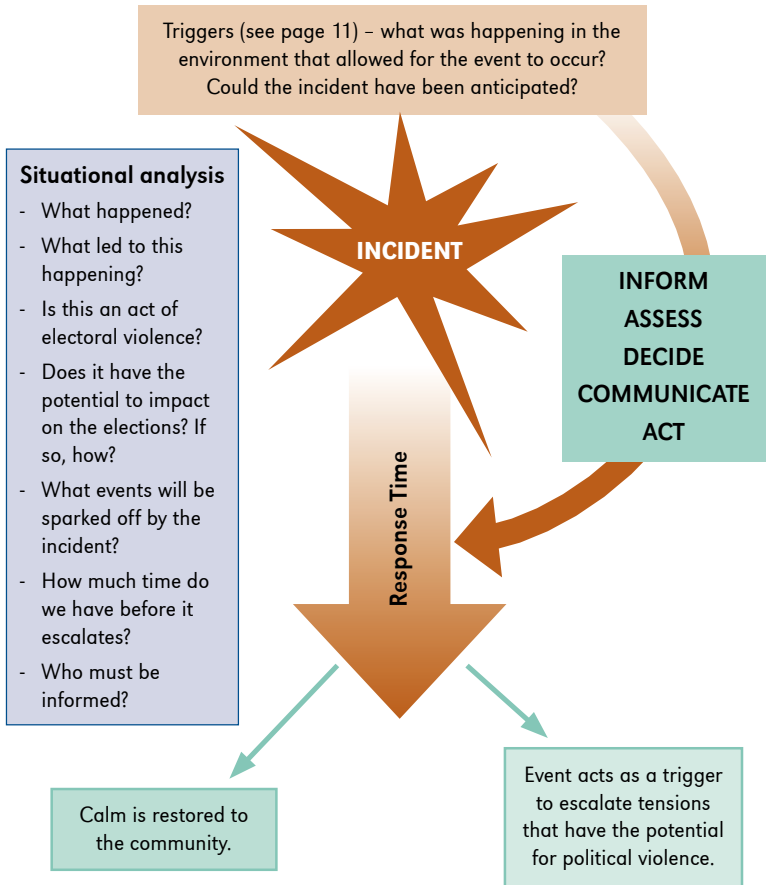 Triggers (see page 11) – what was happening in the
environment that allowed for the event to occur?
Could the incident have been anticipated?
Situational analysis
- What happened?
- What led to this
happening?
- Is this an act of
electoral violence?
- Does it have the
potential to impact
on the elections? If
so, how?
- What events will be
sparked off by the
incident?
- How much time do
we have before it
escalates?
- Who must be
informed?
INCIDENT
INFORM
ASSESS
DECIDE
COMMUNICATE
ACT
Response Time
Calm is restored to
the community.
Event acts as a trigger
to escalate tensions
that have the potential
for political violence.